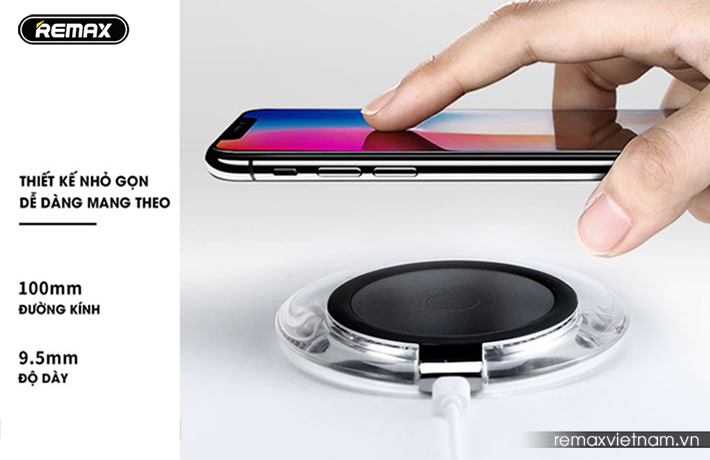 REMAX
THIẾT KẾ NHỎ GỌN
DỄ DÀNG MANG THEO
100mm
ĐƯỜNG KÍNH
9.5mm
ĐỘ DÀY
remaxvietnam.vn